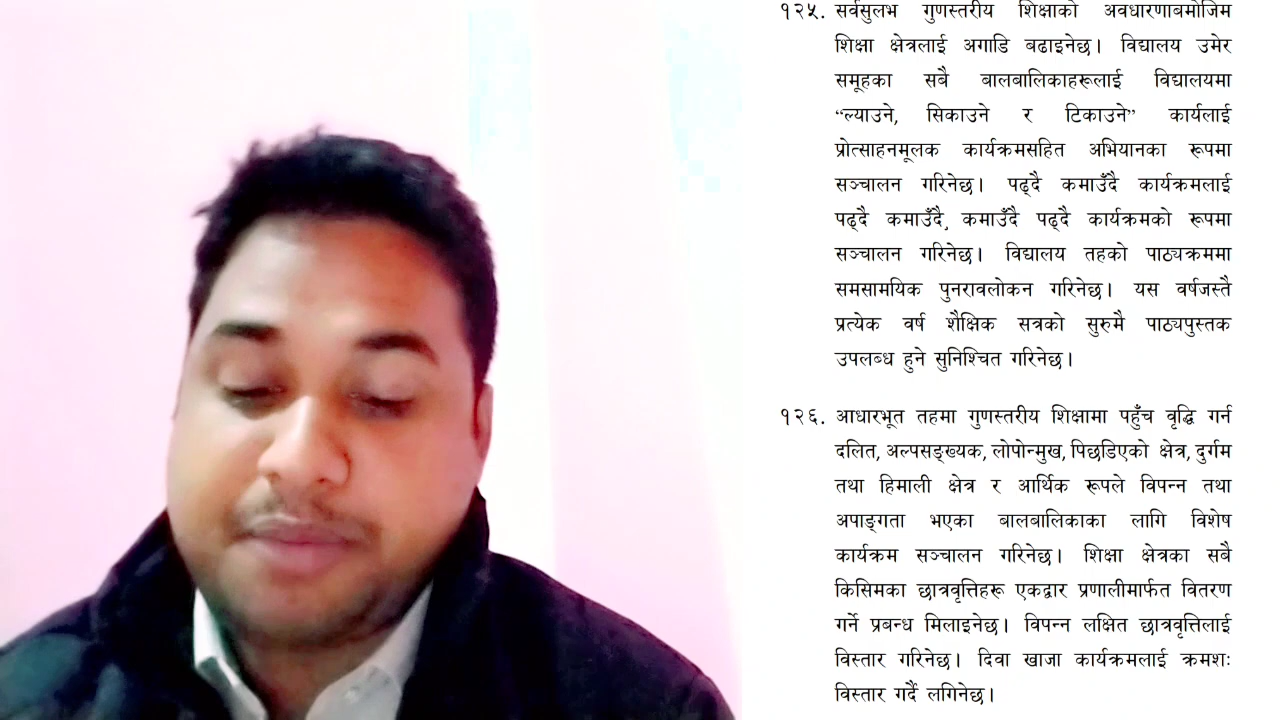 १२५. सर्वसुलभ गुणस्तरीय शिक्षाको अवधारणाबमोजिम
शिक्षा क्षेत्रलाई अगाडि बढाइनेछ। विद्यालय उमेर
समूहका सबै बालबालिकाहरूलाई विद्यालयमा
“ल्याउने, सिकाउने र टिकाउने” कार्यलाई
प्रोत्साहनमूलक कार्यक्रमसहित अभियानका रूपमा
सञ्चालन गरिनेछ। पढ्दै कमाउँदै कार्यक्रमलाई
पढ्दै कमाउँदै, कमाउँदै पढ्दै कार्यक्रमको रूपमा
सञ्चालन गरिनेछ। विद्यालय तहको पाठ्यक्रममा
समसामयिक पुनरावलोकन गरिनेछ। यस वर्षजस्तै
प्रत्येक वर्ष शैक्षिक सत्रको सुरुमै पाठ्यपुस्तक
उपलब्ध हुने सुनिश्चित गरिनेछ।
१२६. आधारभूत तहमा गुणस्तरीय शिक्षामा पहुँच वृद्धि गर्न
दलित, अल्पसङ्ख्यक, लोपोन्मुख, पिछडिएको क्षेत्र, दुर्गम
तथा हिमाली क्षेत्र र आर्थिक रूपले विपन्न तथा
अपाङ्गता भएका बालबालिकाका लागि विशेष
कार्यक्रम सञ्चालन गरिनेछ। शिक्षा क्षेत्रका सबै
किसिमका छात्रवृत्तिहरू एकद्वार प्रणालीमार्फत वितरण
गर्ने प्रबन्ध मिलाइनेछ। विपन्न लक्षित छात्रवृत्तिलाई
विस्तार गरिनेछ। दिवा खाजा कार्यक्रमलाई क्रमशः
विस्तार गर्दै लगिनेछ।